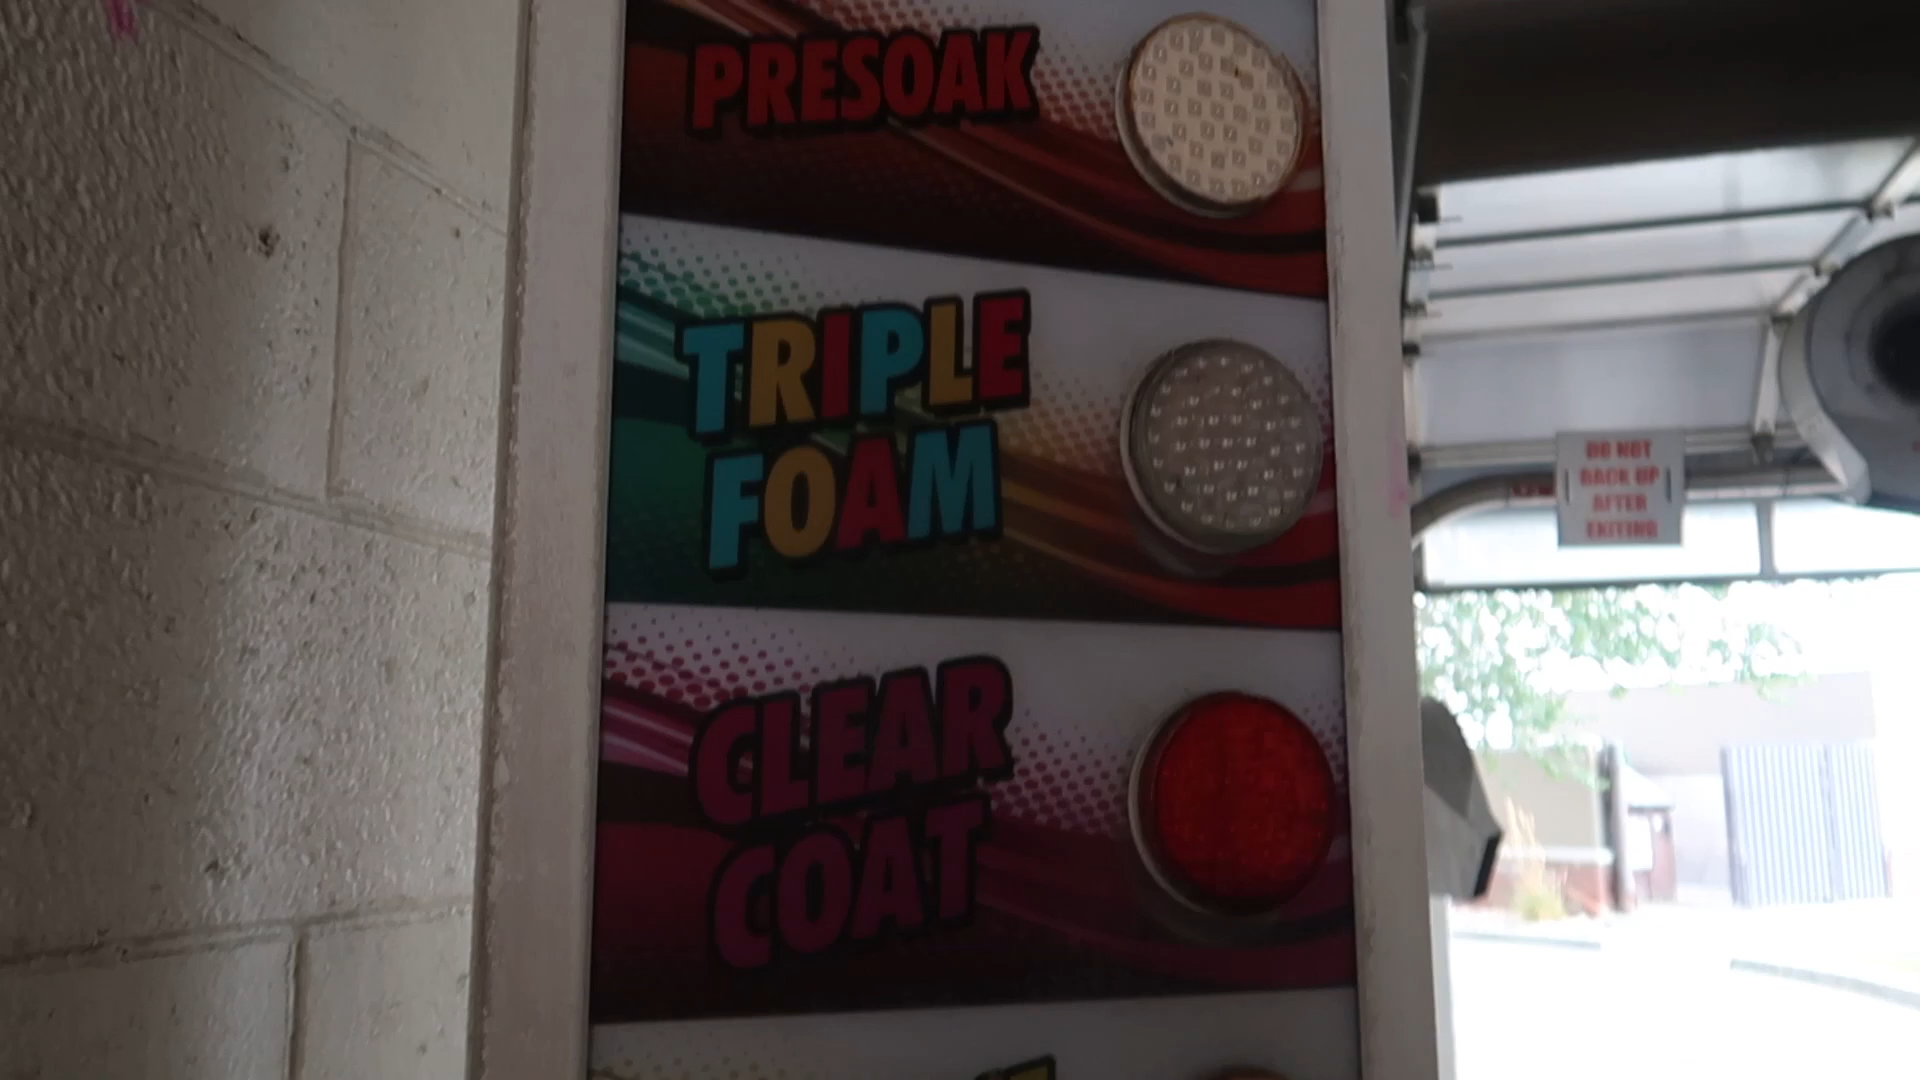 PRESOAK
TRIPLE
FOAM
CLEAR
COAT
DO NOT
BACK UP
AFTER
EXITING